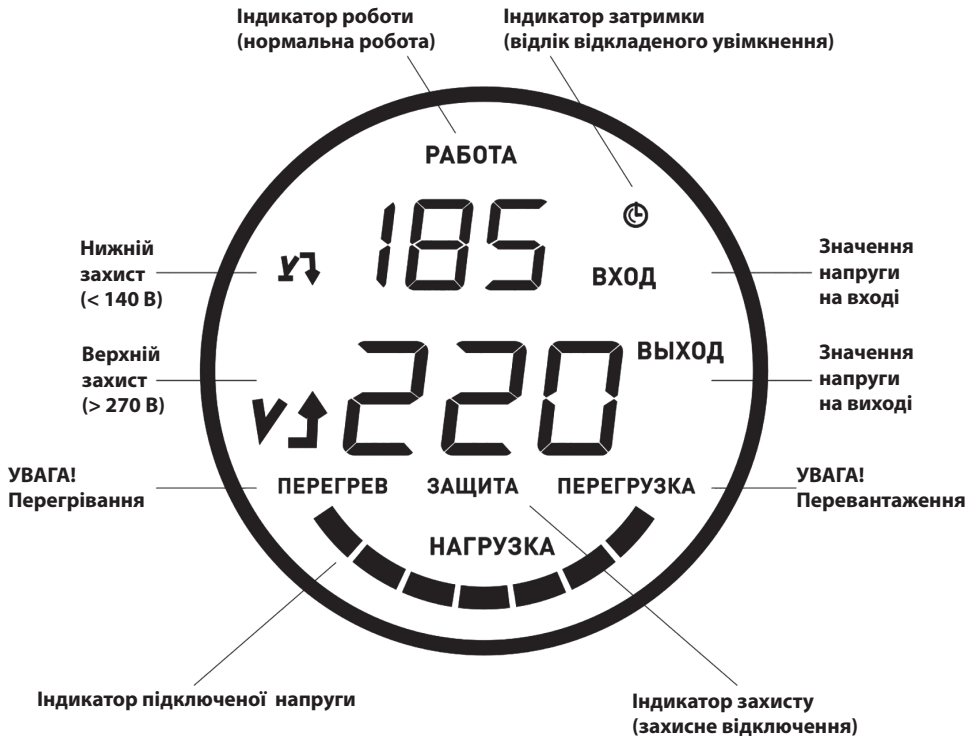 Індикатор роботи
(нормальна робота)
Індикатор затримки
(відлік відкладеного увімкнення)
РАБОТА
185
ВХОД
Нижній
захист
(< 140 В)
Значення
напруги
на вході
Верхній
захист
(> 270 В)
V
220
ВЫХОД
Значення
напруги
на виході
УВАГА!
Перегрівання
ПЕРЕГРЕВ ЗАЩИТА ПЕРЕГРУЗКА
УВАГА!
Перевантаження
НАГРУЗКА
Індикатор підключеної напруги
Індикатор захисту
(захисне відключення)